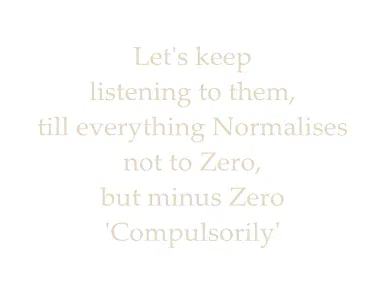 Let's keep
listening to them,
till everything Normalises
not to Zero,
but minus Zero
'Compulsorily'